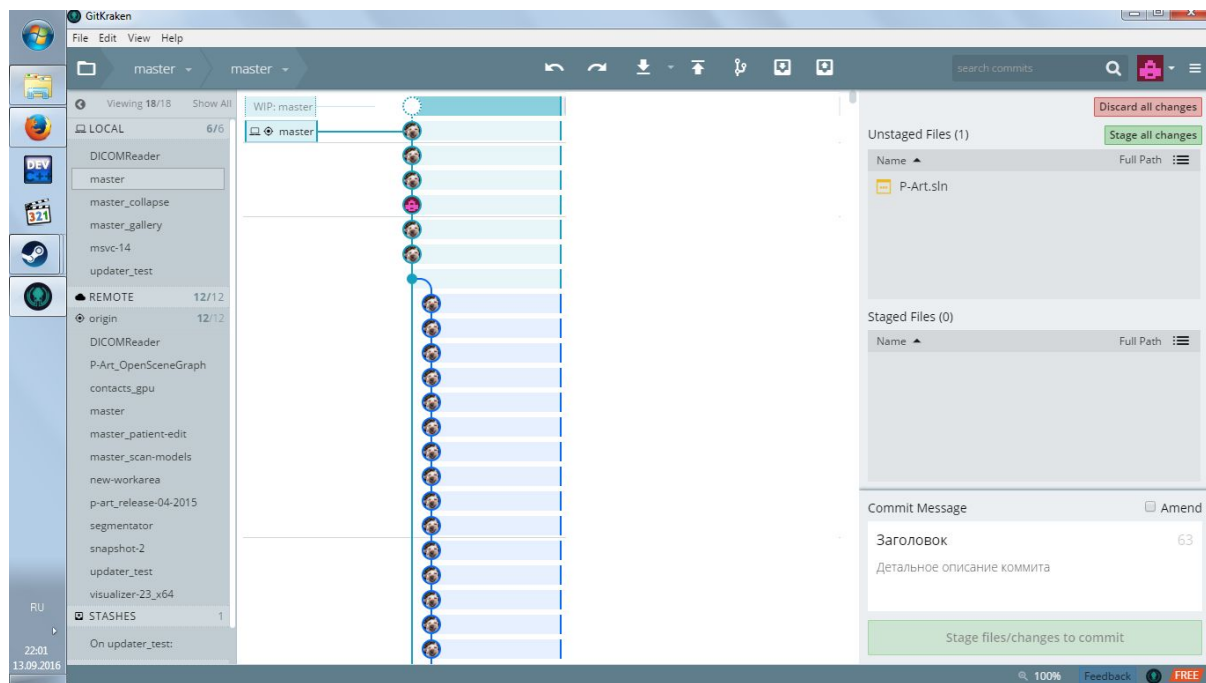 GitKraken
File Edit View Help
master master search commits
Viewing 18/18 Show All
LOCAL 6/6
DICOMReader
master
master_collapse
master_gallery
msvc-14
updater_test
REMOTE 12/12
origin 12/12
DICOMReader
P-Art_OpenSceneGraph
contacts_gpu
master
master_patient-edit
master_scan-models
new-workarea
p-art_release-04-2015
segmentator
snapshot-2
updater_test
visualizer-23_x64
STASHES 1
On updater_test:
WIP: master
master
Discard all changes
Unstaged Files (1) Stage all changes
Name Full Path
P-Art.sln
Staged Files (0)
Name Full Path
Commit Message Amend
Заголовок 63
Детальное описание коммита
Stage files/changes to commit
100% Feedback FREE
DEV
321
RU
22:01
13.09.2016